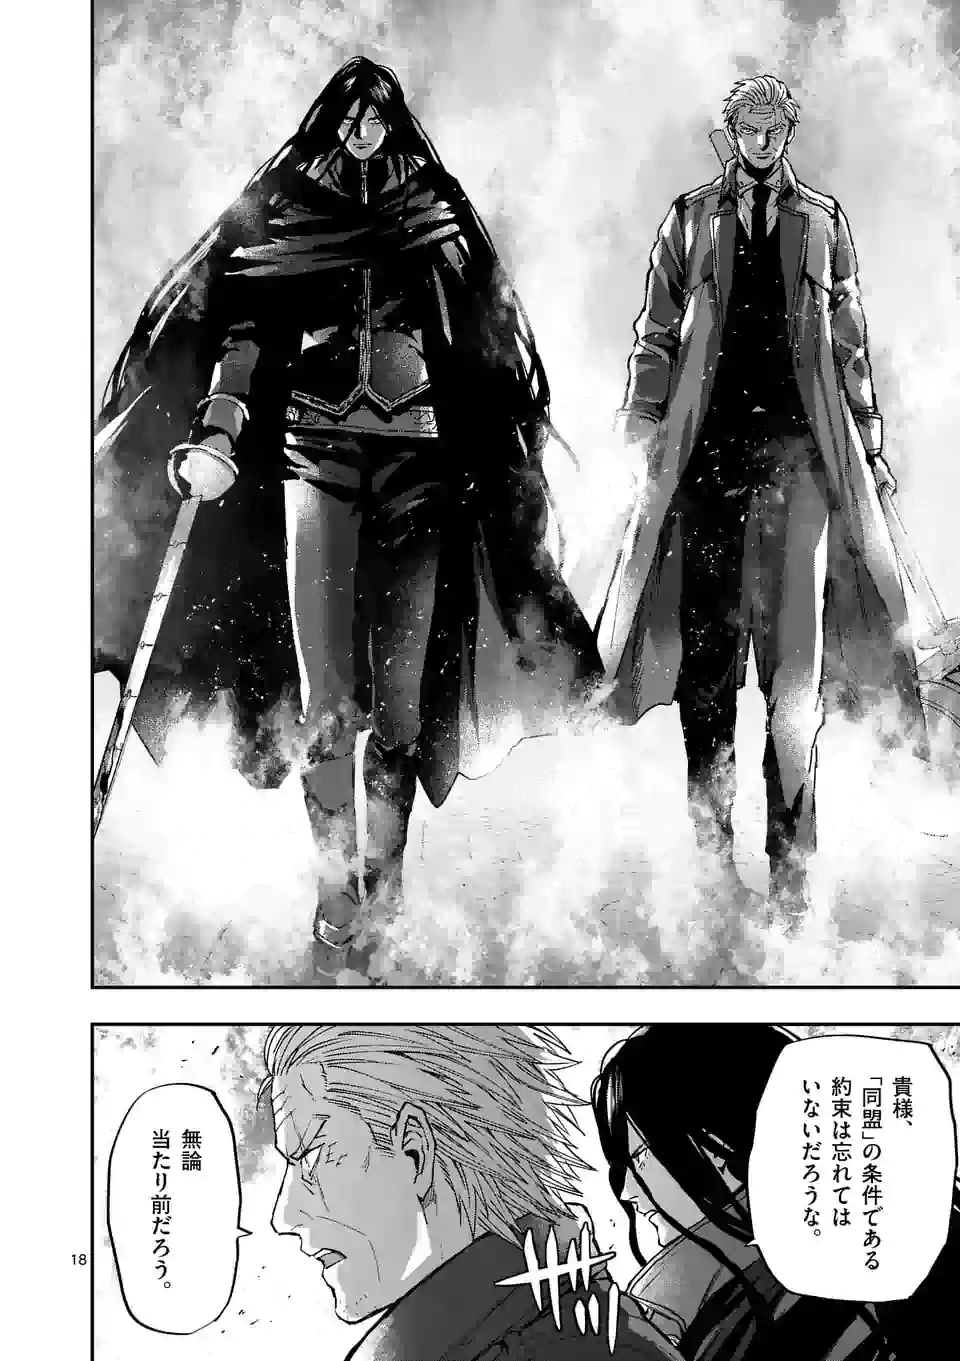 貴様、
「同盟」の条件である
約束は忘れては
いないだろうな。
無論
当たり前だろう。
18